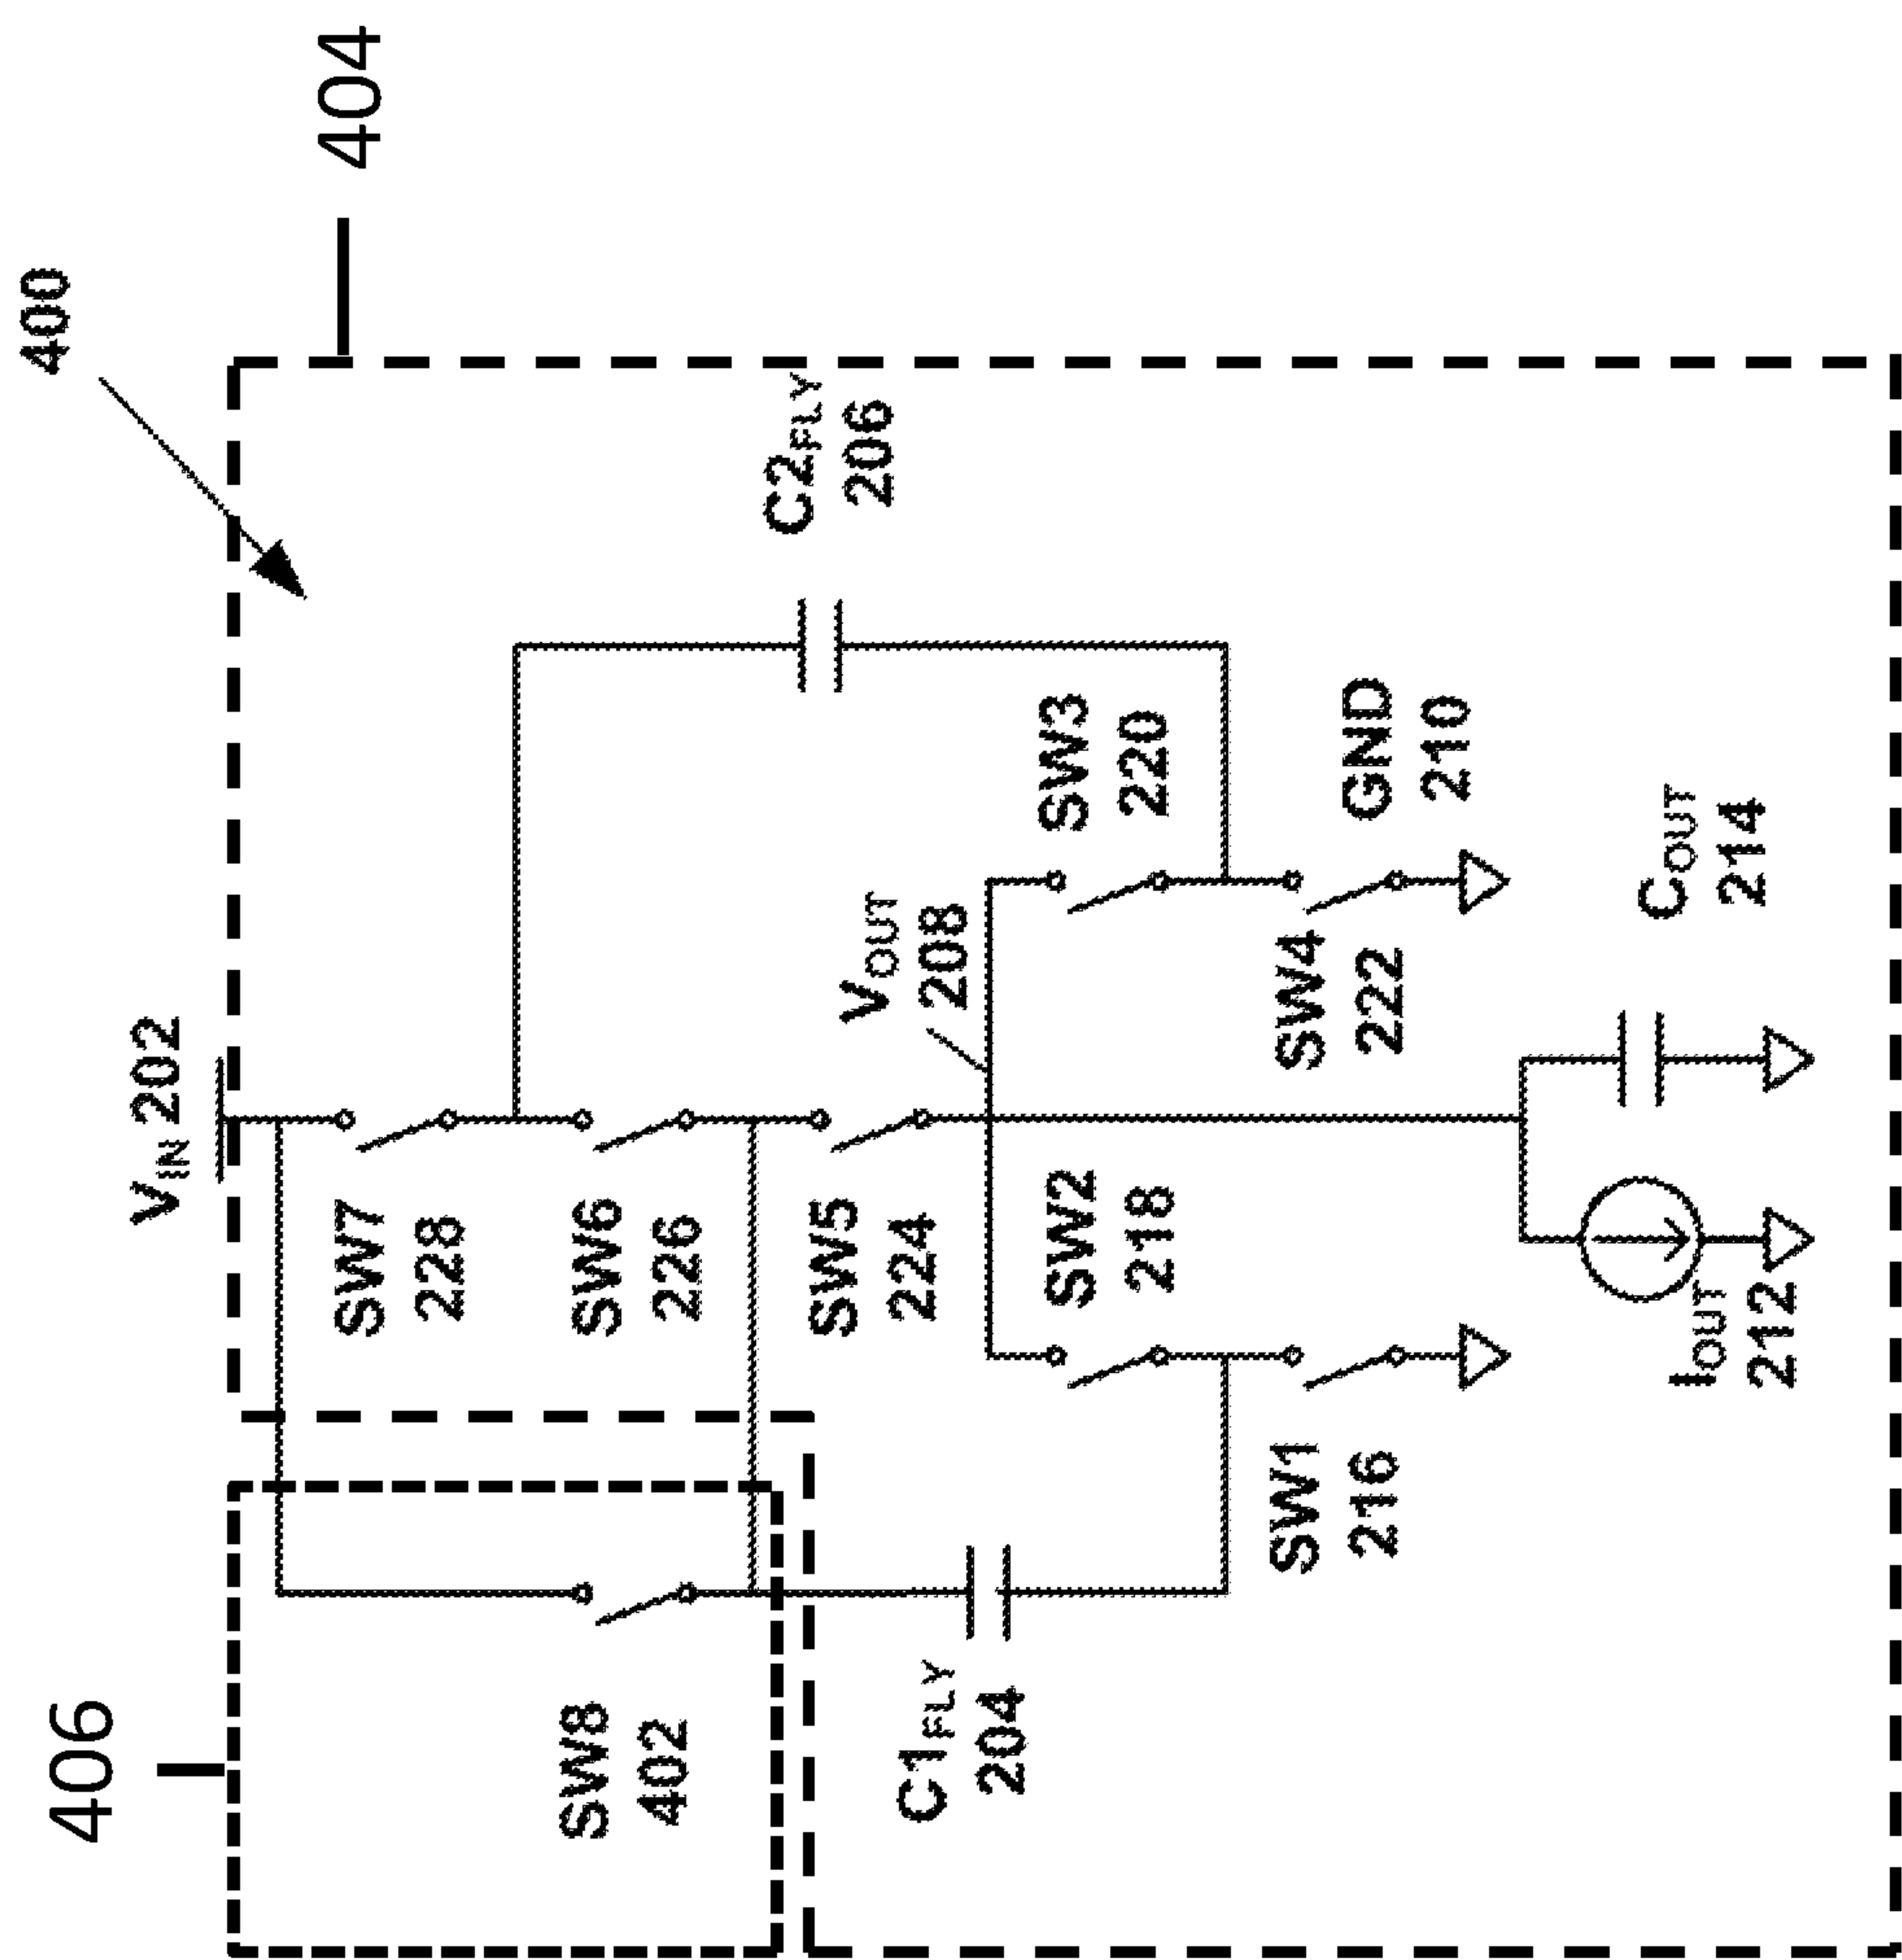 400
404
406
V_IN 202
SW7
228
SW6
226
SW5
224
SW8
402
C2_FLY
206
V_OUT
208
SW3
220
SW2
218
C1_FLY
204
SW4
222
GND
210
SW1
216
C_OUT
214
I_OUT
212